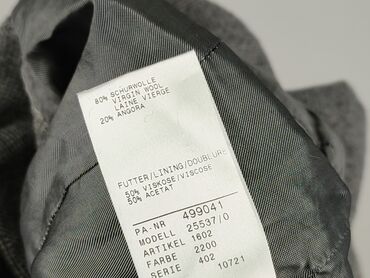 80% SCHURWOLLE
VIRGIN WOOL
LAINE VIERGE
20% ANGORA
FUTTER/LINING/DOUBLURE
50% VISKOSE/VISCOSE
50% ACETAT
PA-NR 499041
MODELL 25537/0
ARTIKEL 1602
FARBE 2200
SERIE 402 10721